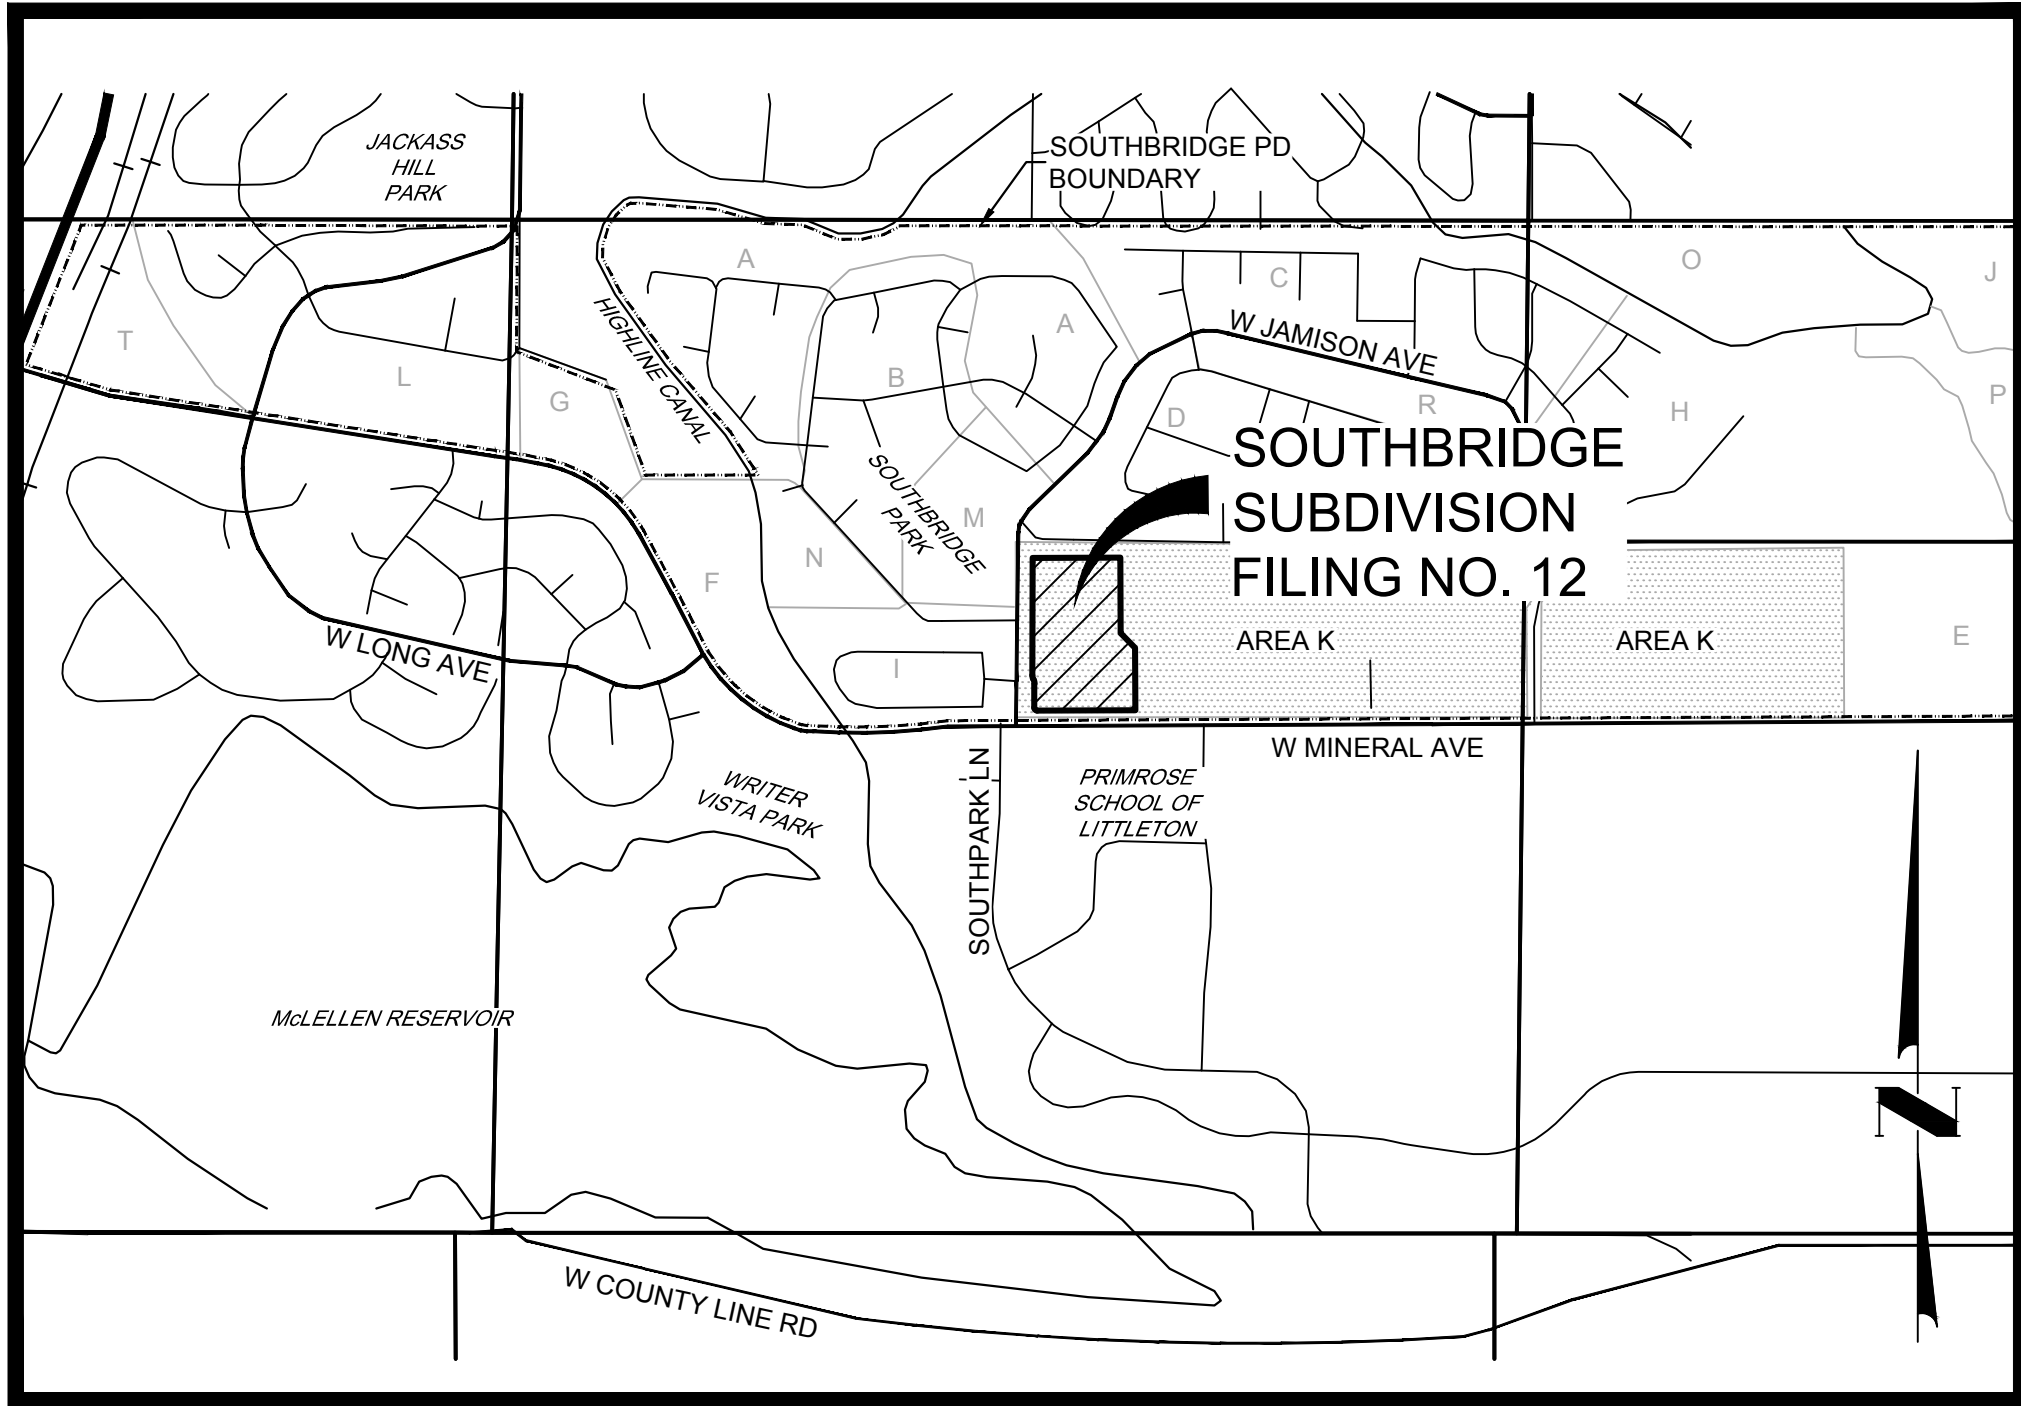 JACKASS
HILL
PARK
SOUTHBRIDGE PD
BOUNDARY
A
O
J
C
T
HIGHLINE CANAL
A
W JAMISON AVE
L
G
B
D
R
H
P
SOUTHBRIDGE
SUBDIVISION
FILING NO. 12
SOUTHBRIDGE
PARK
M
N
F
W LONG AVE
I
AREA K
AREA K
E
W MINERAL AVE
WRITER
VISTA PARK
SOUTHPARK LN
PRIMROSE
SCHOOL OF
LITTLETON
McLELLEN RESERVOIR
N
W COUNTY LINE RD